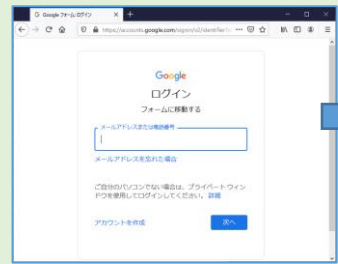 Google フォーム: ログイン
https://accounts.google.com/signin/v2/identifier?
Google
ログイン
フォームに移動する
メールアドレスまたは電話番号
メールアドレスを忘れた場合
ご自分のパソコンでない場合は、プライベート ウィン
ドウを使用してログインしてください。 詳細
アカウントを作成
次へ